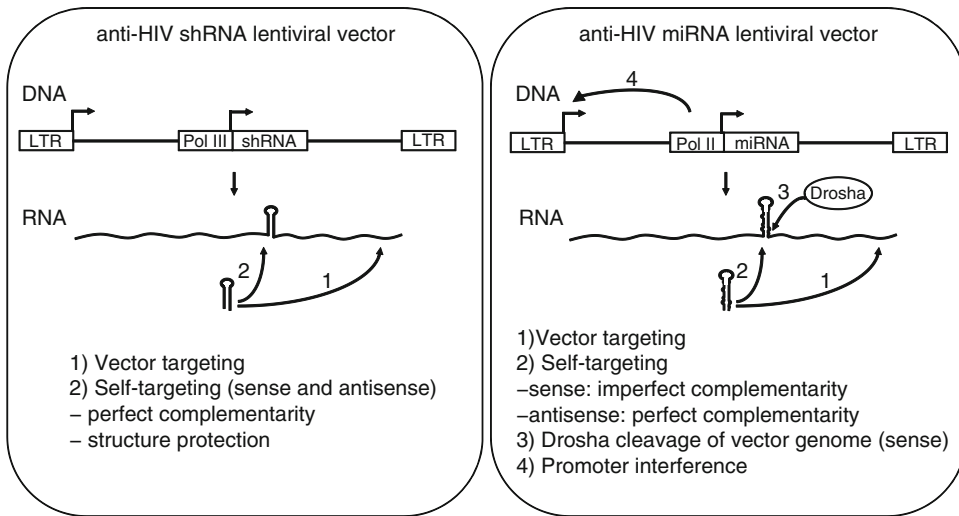 anti-HIV shRNA lentiviral vector
DNA
LTR
Pol III
shRNA
LTR
RNA
2
1
1) Vector targeting
2) Self-targeting (sense and antisense)
– perfect complementarity
– structure protection
anti-HIV miRNA lentiviral vector
4
DNA
LTR
Pol II
miRNA
LTR
3
Drosha
RNA
2
1
1)Vector targeting
2) Self-targeting
–sense: imperfect complementarity
–antisense: perfect complementarity
3) Drosha cleavage of vector genome (sense)
4) Promoter interference